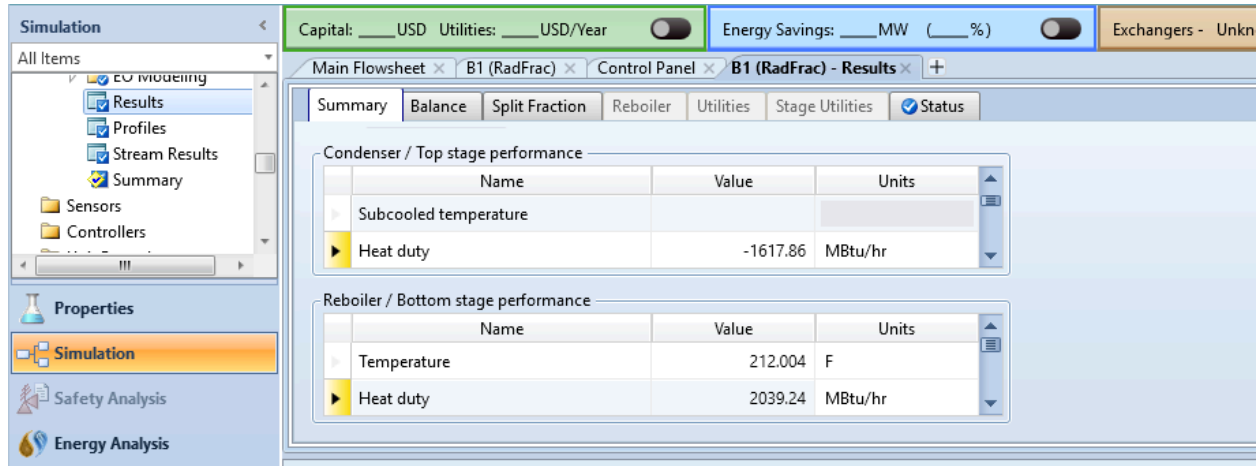 Simulation
Capital: ____USD Utilities: ____USD/Year
Energy Savings: ____MW (____%)
Exchangers - Unkn
All Items
Main Flowsheet
B1 (RadFrac)
Control Panel
B1 (RadFrac) - Results
EO Modeling
Results
Profiles
Stream Results
Summary
Sensors
Controllers
Properties
Simulation
Safety Analysis
Energy Analysis
Summary
Balance
Split Fraction
Reboiler
Utilities
Stage Utilities
Status
Condenser / Top stage performance
Name Value Units
Subcooled temperature
Heat duty -1617.86 MBtu/hr
Reboiler / Bottom stage performance
Name Value Units
Temperature 212.004 F
Heat duty 2039.24 MBtu/hr